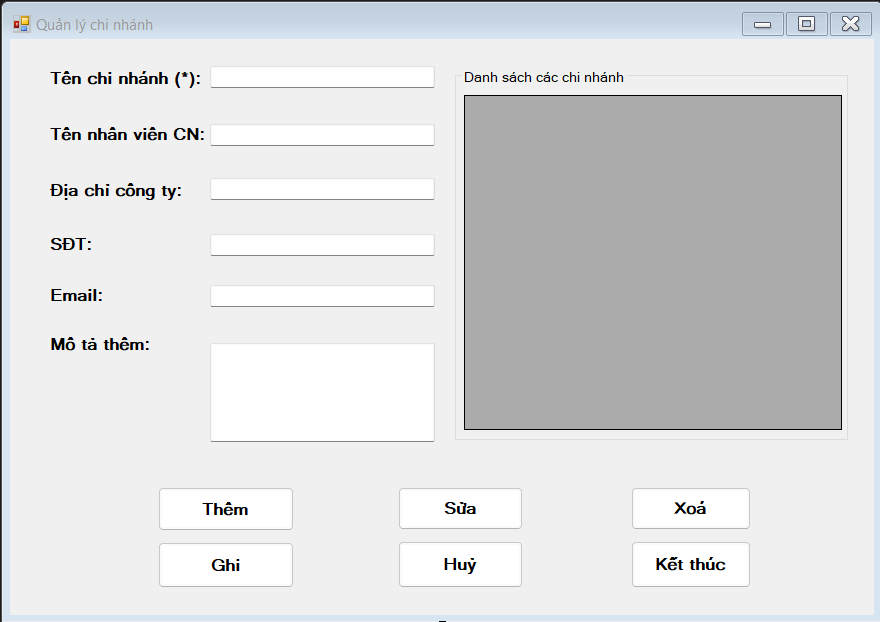 Quản lý chi nhánh
Tên chi nhánh (*):
Tên nhân viên CN:
Địa chỉ công ty:
SĐT:
Email:
Mô tả thêm:
Danh sách các chi nhánh
Thêm
Sửa
Xoá
Ghi
Huỷ
Kết thúc